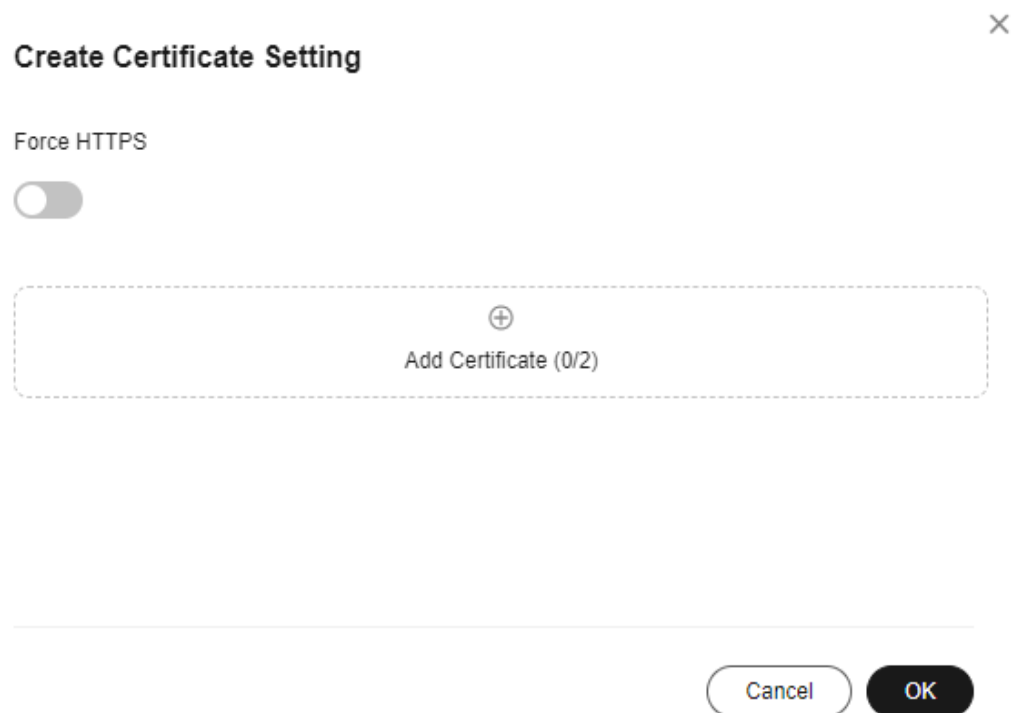 Create Certificate Setting
Force HTTPS
Add Certificate (0/2)
Cancel
OK